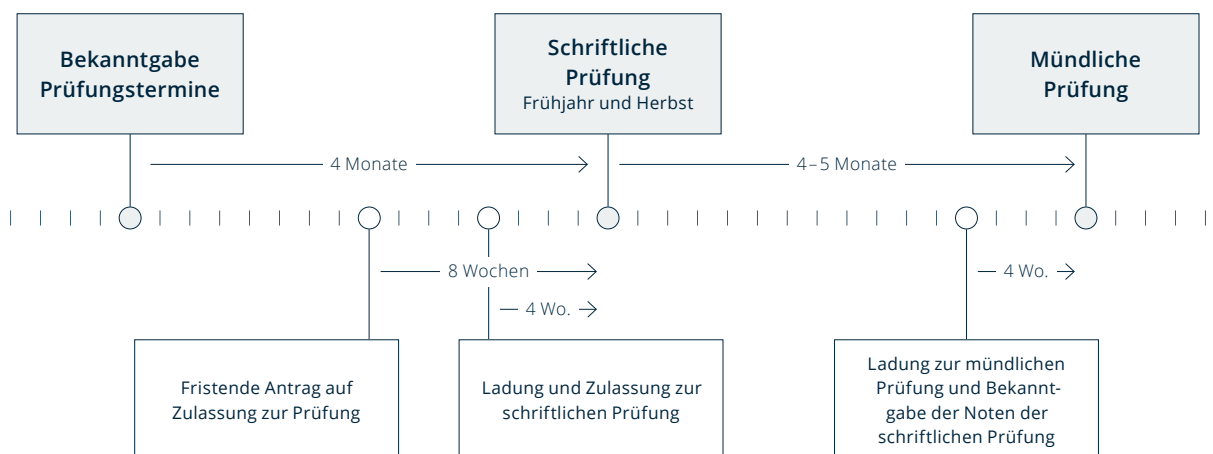 Bekanntgabe
Prüfungstermine
Schriftliche
Prüfung
Frühjahr und Herbst
Mündliche
Prüfung
4 Monate
4–5 Monate
8 Wochen
4 Wo.
4 Wo.
Fristende Antrag auf
Zulassung zur Prüfung
Ladung und Zulassung zur
schriftlichen Prüfung
Ladung zur mündlichen
Prüfung und Bekannt-
gabe der Noten der
schriftlichen Prüfung